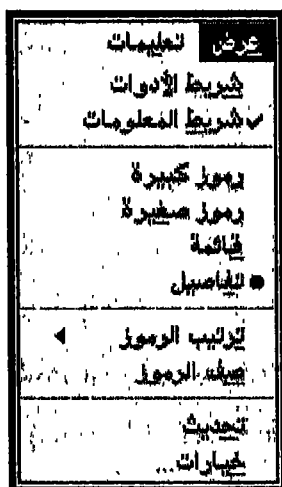 عرض تعليمات
شريط الأدوات
شريط المعلومات
رموز كبيرة
رموز صغيرة
قائمة
تفاصيل
ترتيب الرموز
صف الرموز
تحديث
خيارات...